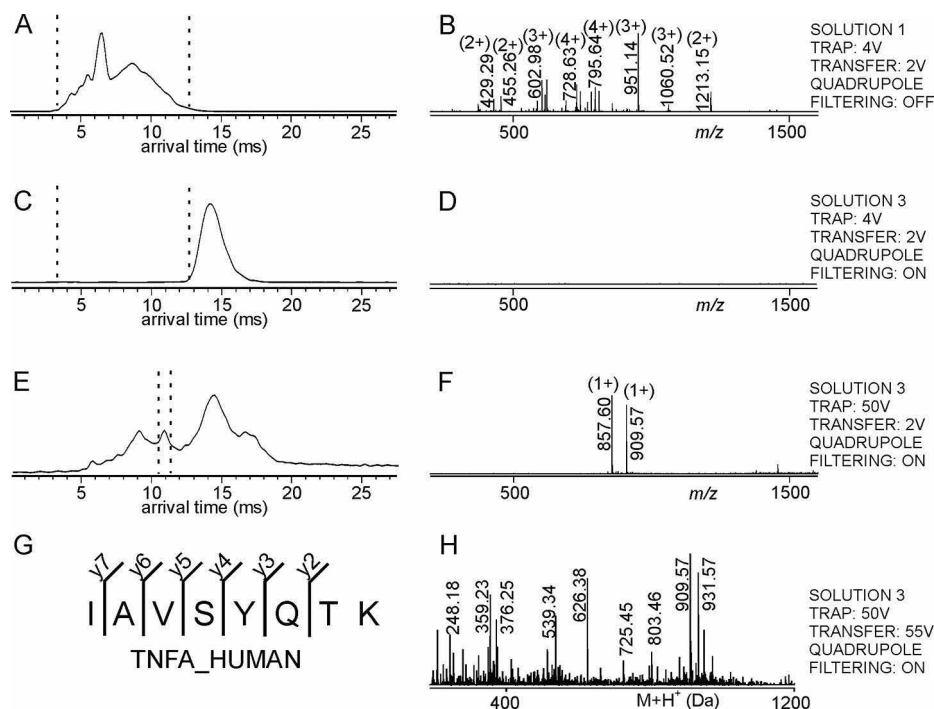 A
5 10 15 20 25
arrival time (ms)
B
(2+) (2+) (3+) (4+) (4+) (3+) (3+) (2+)
429.29 455.26 602.98 728.63 795.64 951.14 1060.52 1213.15
500 m/z 1500
SOLUTION 1
TRAP: 4V
TRANSFER: 2V
QUADRUPOLE
FILTERING: OFF
C
0 5 10 15 20 25
arrival time (ms)
D
500 m/z 1500
SOLUTION 3
TRAP: 4V
TRANSFER: 2V
QUADRUPOLE
FILTERING: ON
E
5 10 15 20 25
arrival time (ms)
F
(1+) (1+)
857.60 909.57
500 m/z 1500
SOLUTION 3
TRAP: 50V
TRANSFER: 2V
QUADRUPOLE
FILTERING: ON
G
y7 y6 y5 y4 y3 y2
I A V S Y Q T K
TNFA_HUMAN
H
248.18 359.23 376.25 539.34 626.38 725.45 803.46 909.57 931.57
400 M+H+ (Da) 1200
SOLUTION 3
TRAP: 50V
TRANSFER: 55V
QUADRUPOLE
FILTERING: ON